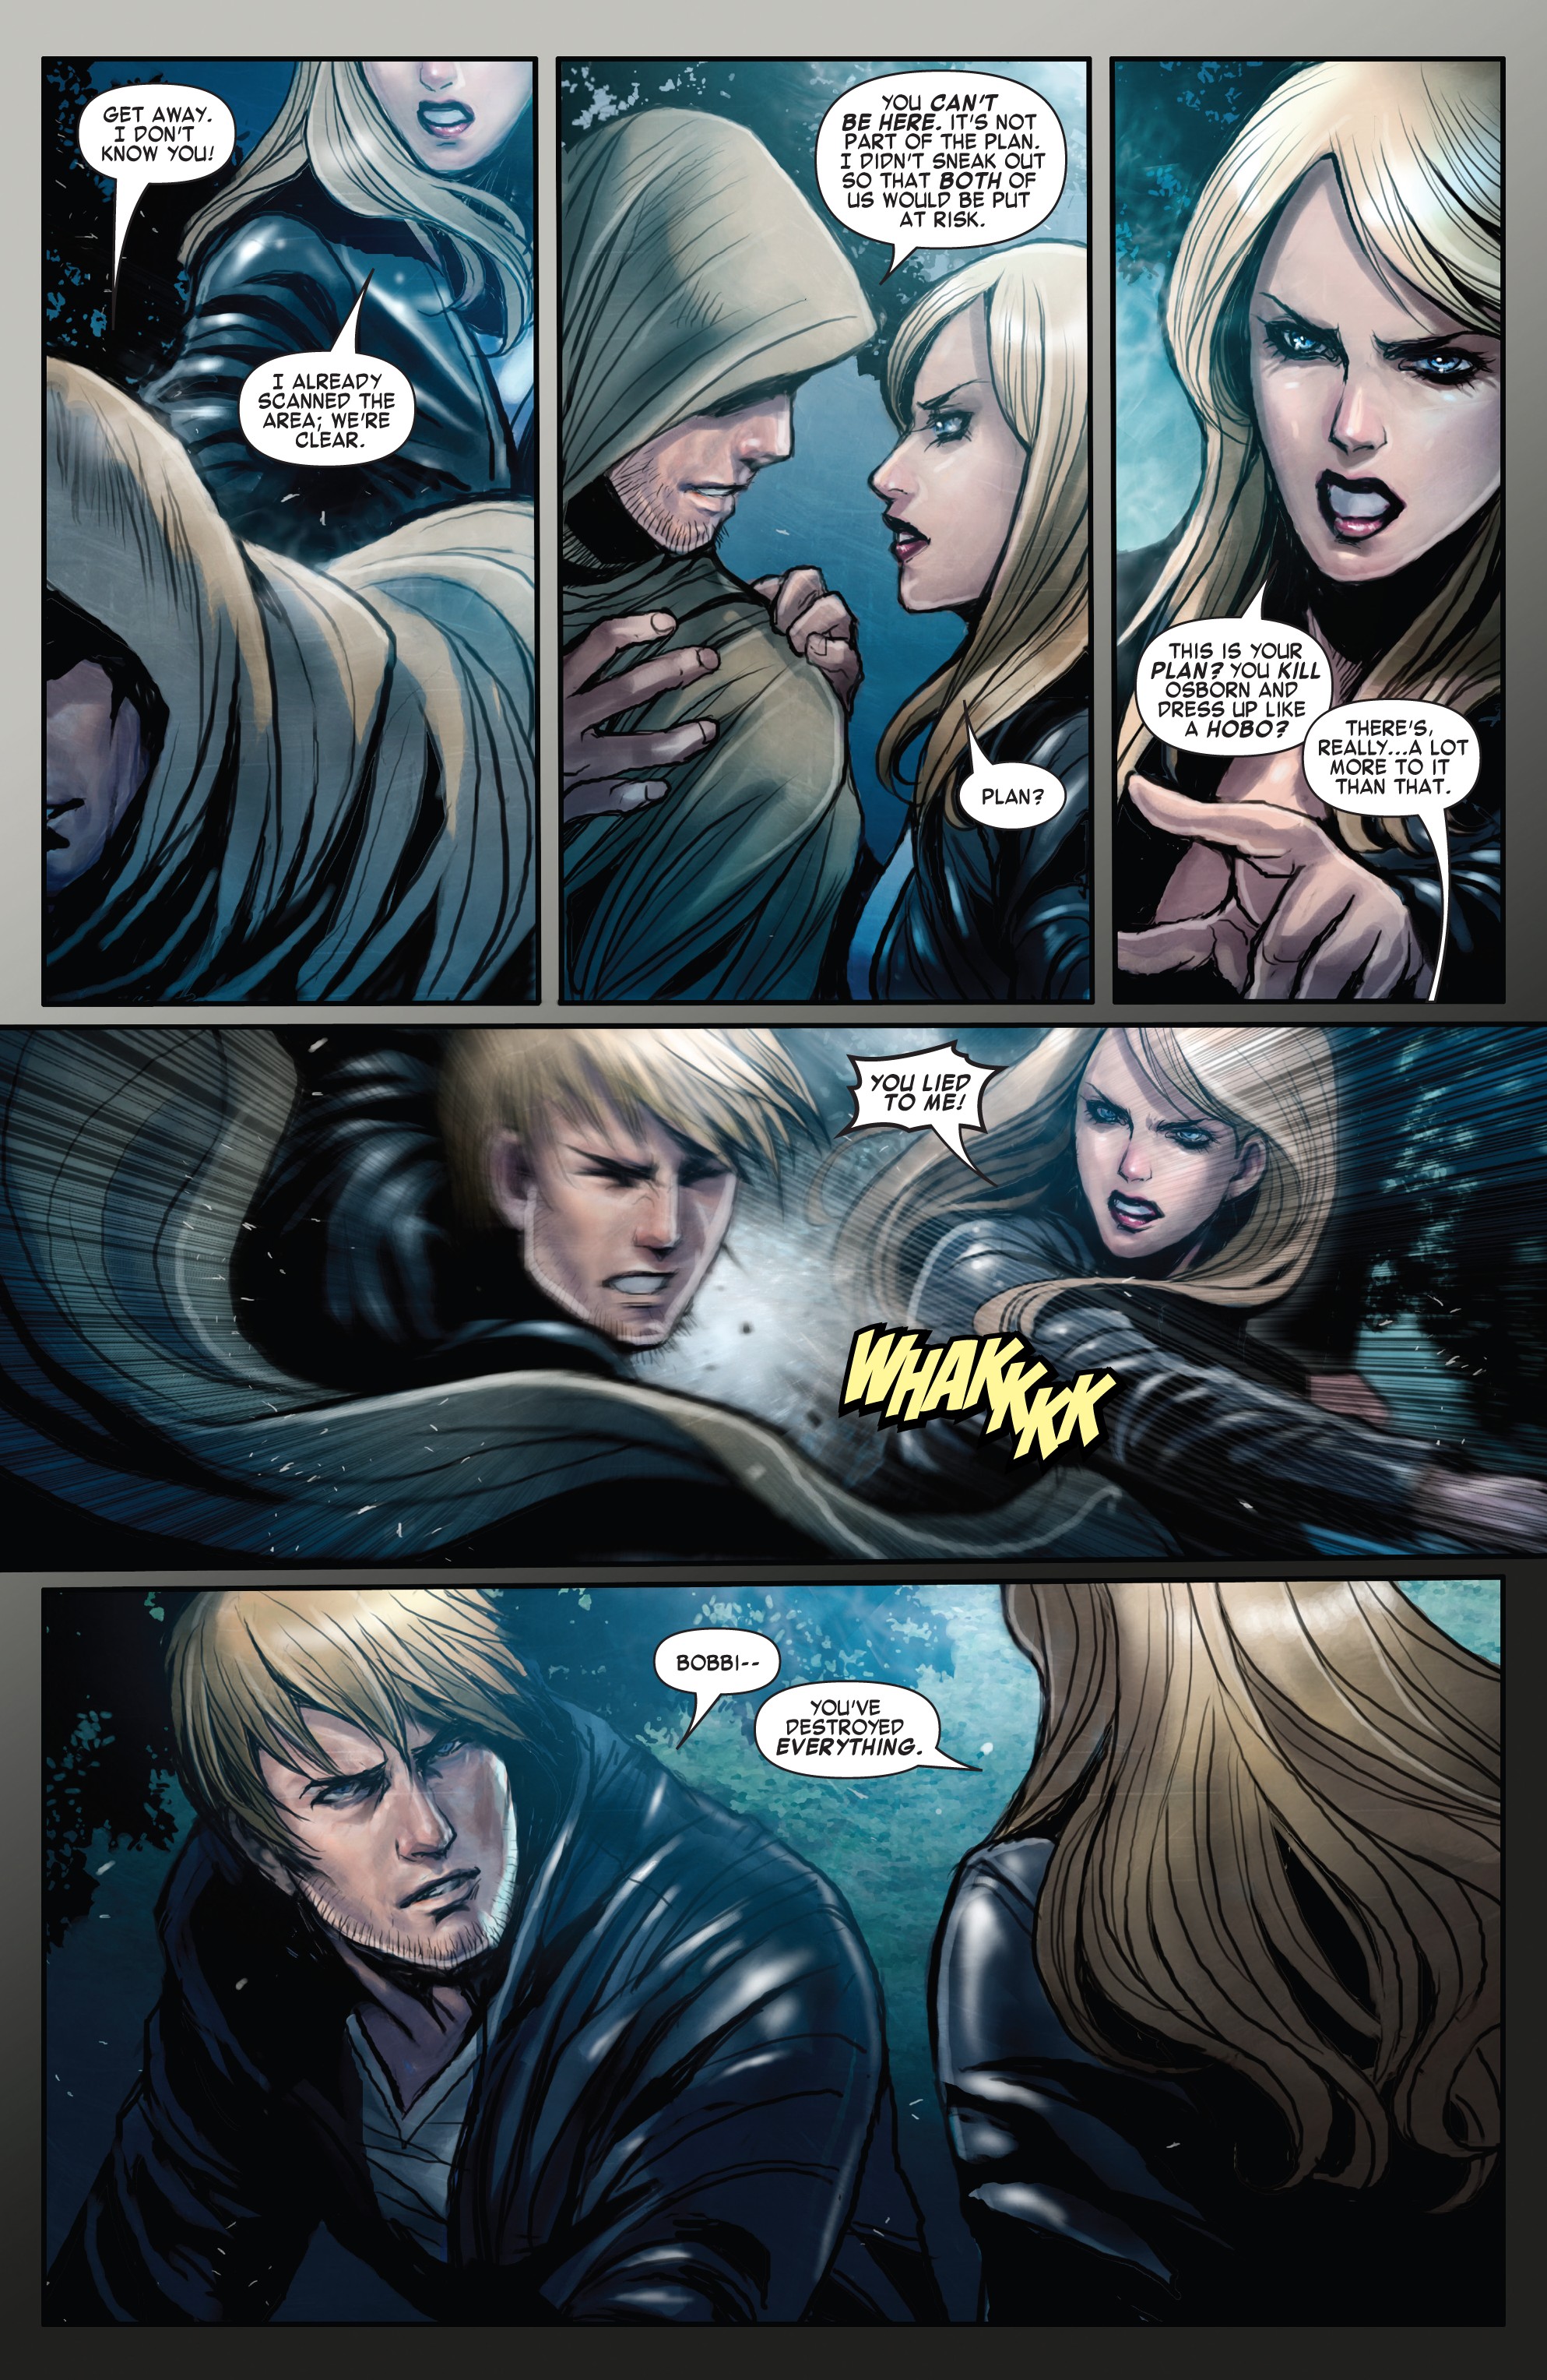 GET AWAY.
I DON'T
KNOW YOU!
I ALREADY
SCANNED THE
AREA; WE'RE
CLEAR.
YOU CAN'T
BE HERE. IT'S NOT
PART OF THE PLAN.
I DIDN'T SNEAK OUT
SO THAT BOTH OF
US WOULD BE PUT
AT RISK.
PLAN?
THIS IS YOUR
PLAN? YOU KILL
OSBORN AND
DRESS UP LIKE
A HOBO?
THERE'S,
REALLY...A LOT
MORE TO IT
THAN THAT.
YOU LIED
TO ME!
WHAKKKK
BOBBI--
YOU'VE
DESTROYED
EVERYTHING.